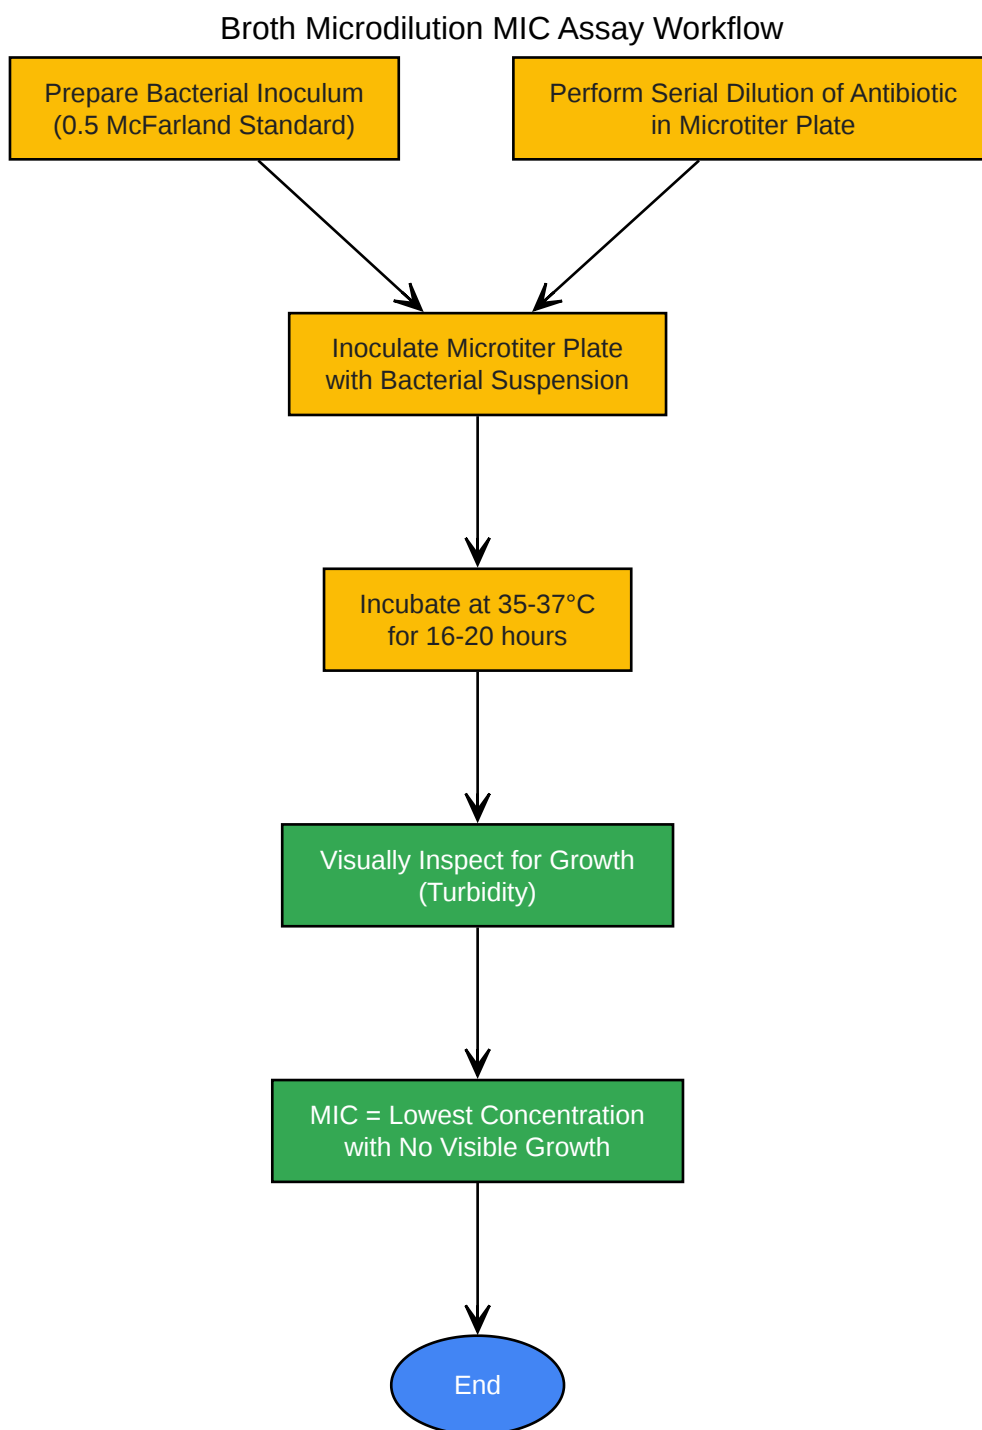 Broth Microdilution MIC Assay Workflow
Prepare Bacterial Inoculum
(0.5 McFarland Standard)
Perform Serial Dilution of Antibiotic
in Microtiter Plate
Inoculate Microtiter Plate
with Bacterial Suspension
Incubate at 35-37°C
for 16-20 hours
Visually Inspect for Growth
(Turbidity)
MIC = Lowest Concentration
with No Visible Growth
End